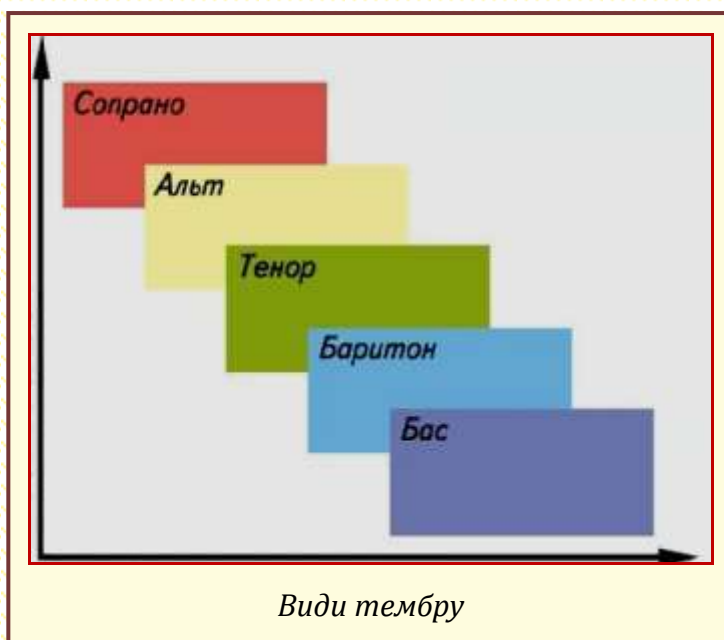 Сопрано
Альт
Тенор
Баритон
Бас
Види тембру